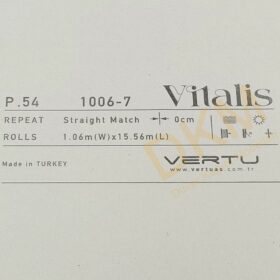 P.54 1006-7 Vitalis
REPEAT Straight Match 0cm
ROLLS 1.06m(W)x15.56m(L)
Made in TURKEY
VERTU
www.vertuas.com.tr